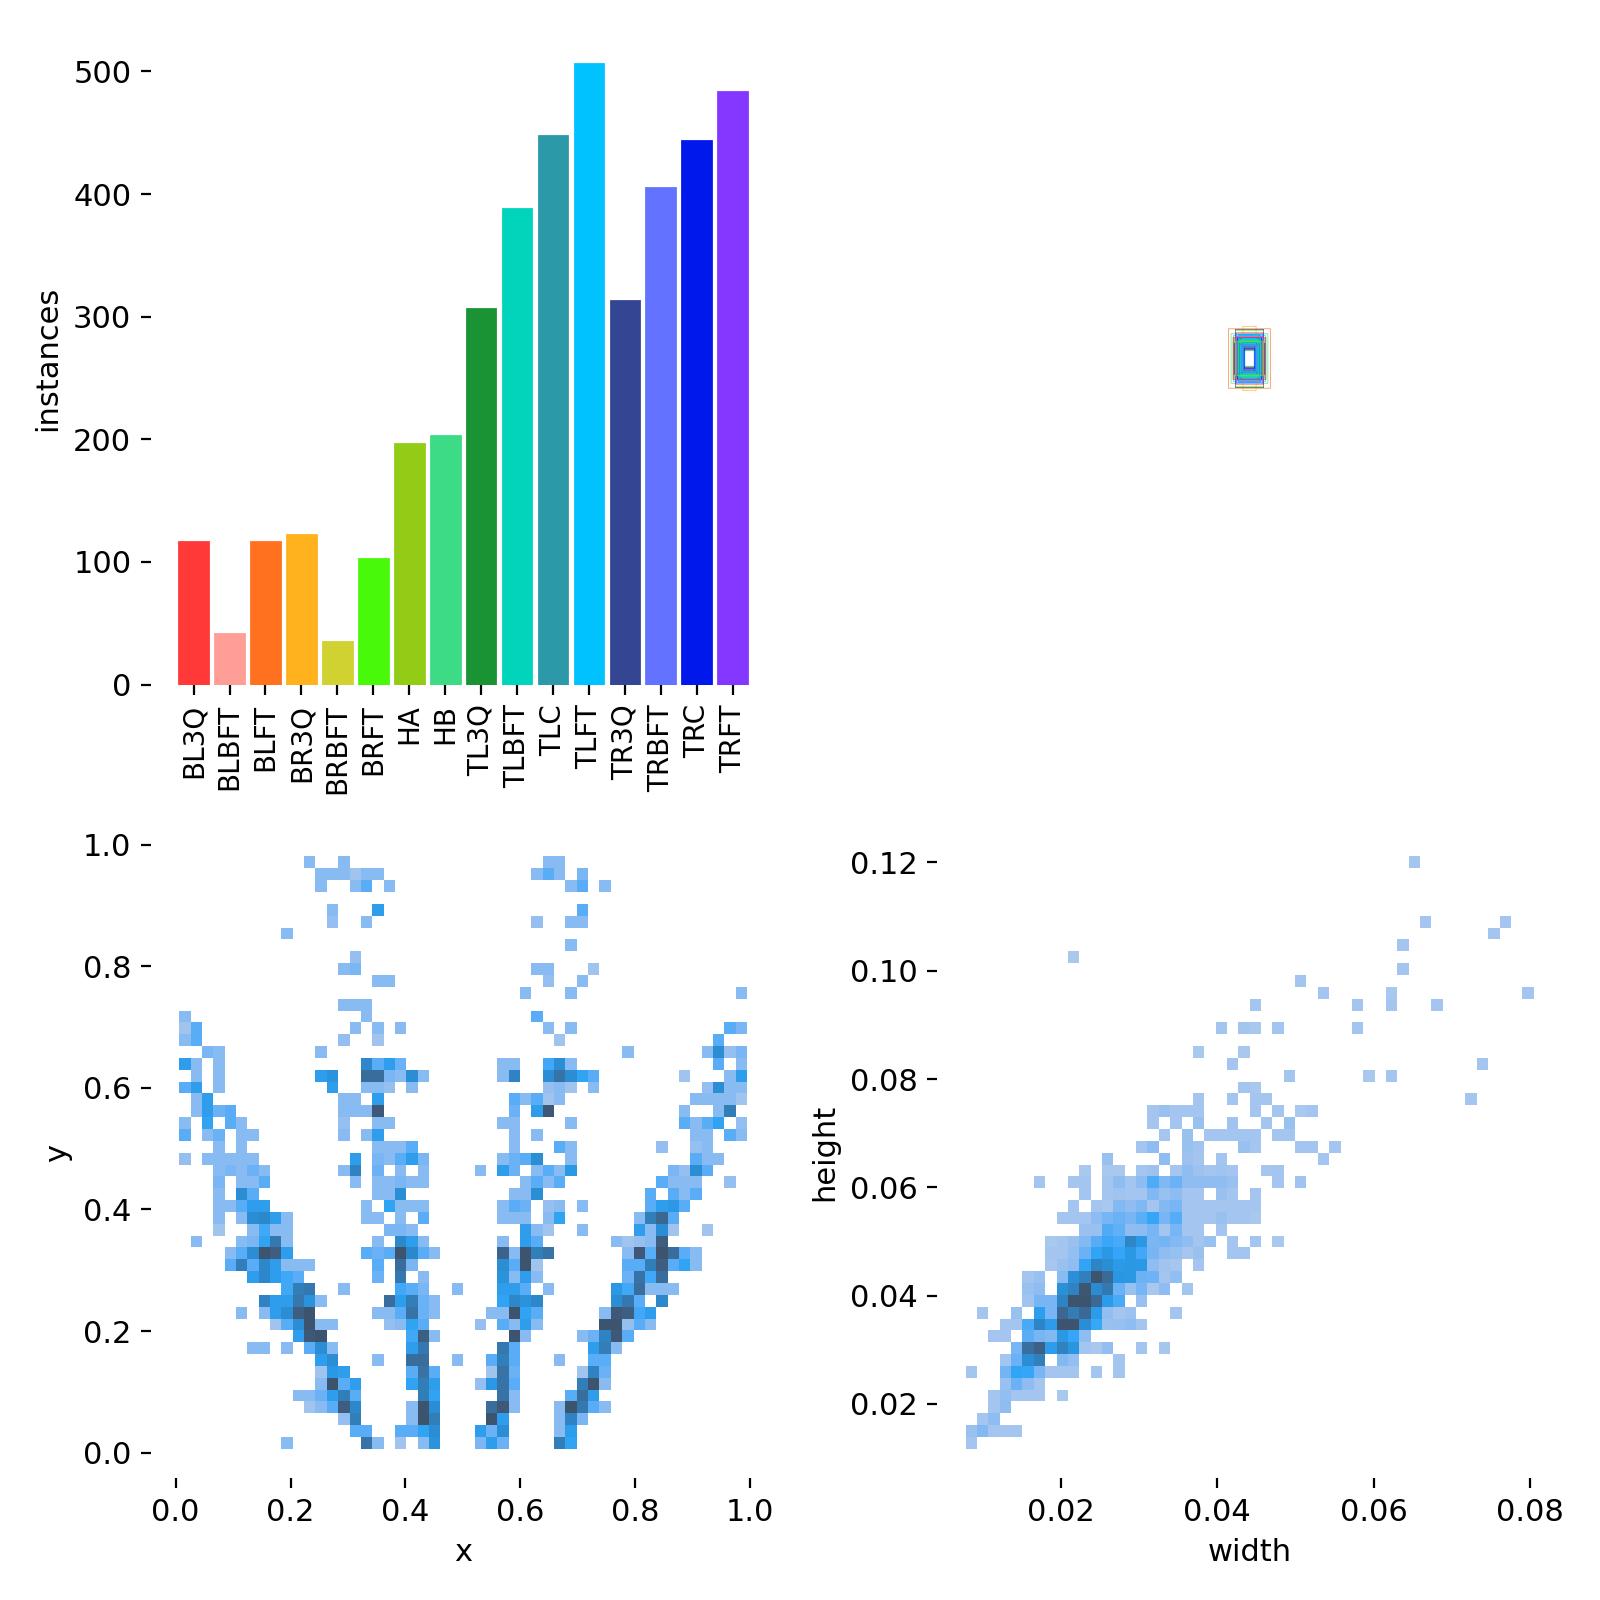 500
400
300
200
100
0
instances
BL3Q
BLBFT
BLFT
BR3Q
BRBFT
BRFT
HA
HB
TL3Q
TLBFT
TLC
TLFT
TR3Q
TRBFT
TRC
TRFT
1.0
0.8
0.6
0.4
0.2
0.0
y
0.0 0.2 0.4 0.6 0.8 1.0
x
0.12
0.10
0.08
0.06
0.04
0.02
height
0.02 0.04 0.06 0.08
width